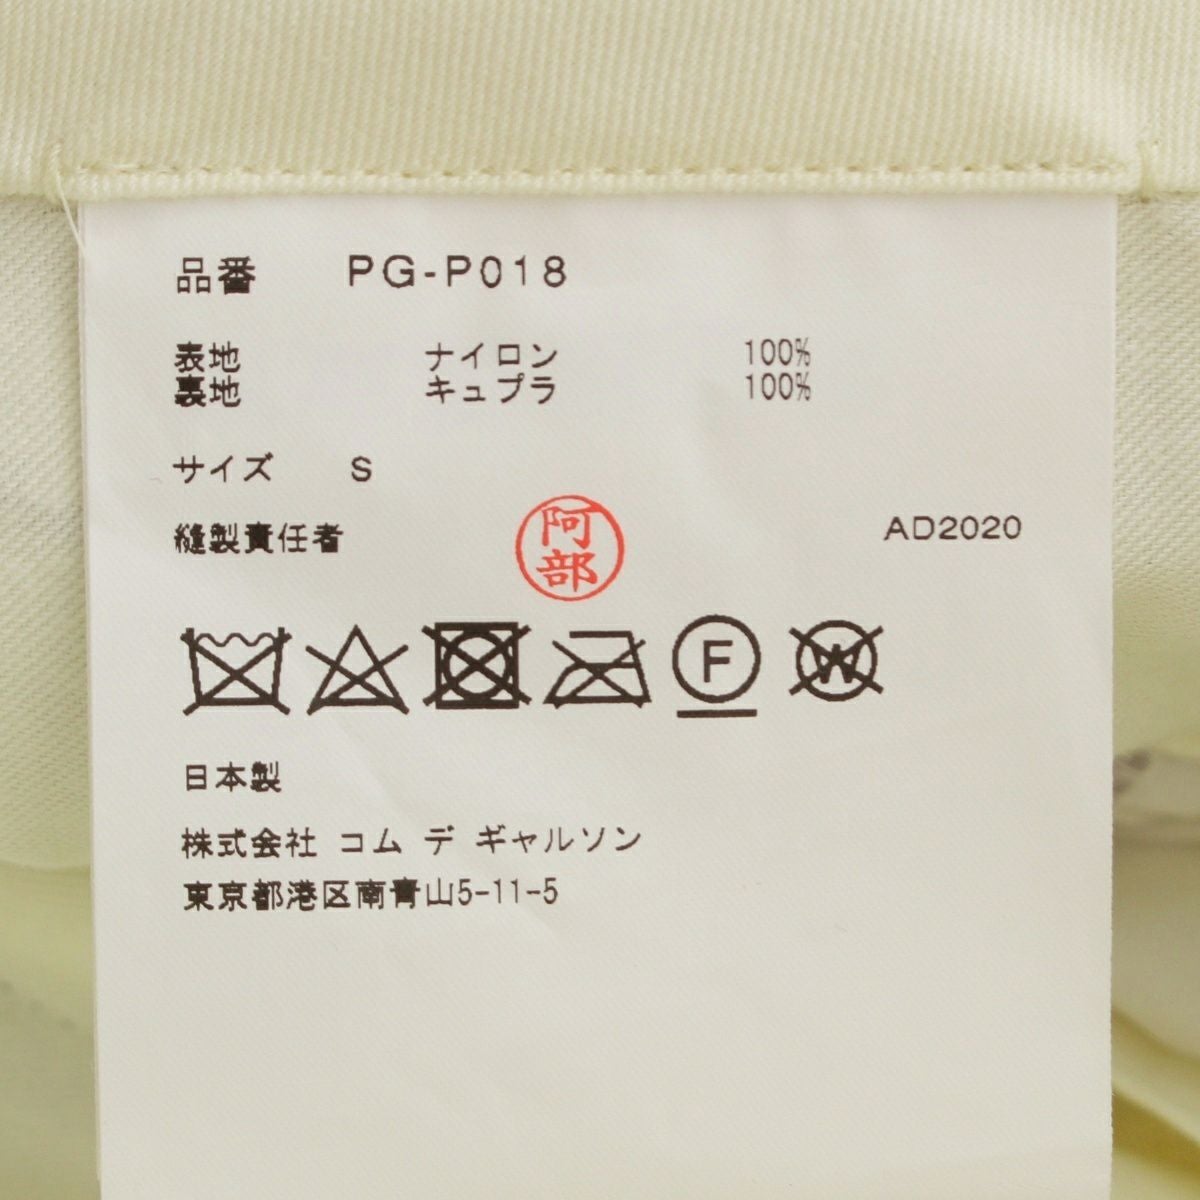 品番 PG-P018
表地 ナイロン 100%
裏地 キュプラ 100%
サイズ S
縫製責任者 阿部 AD2020
F W
日本製
株式会社 コム デ ギャルソン
東京都港区南青山5-11-5